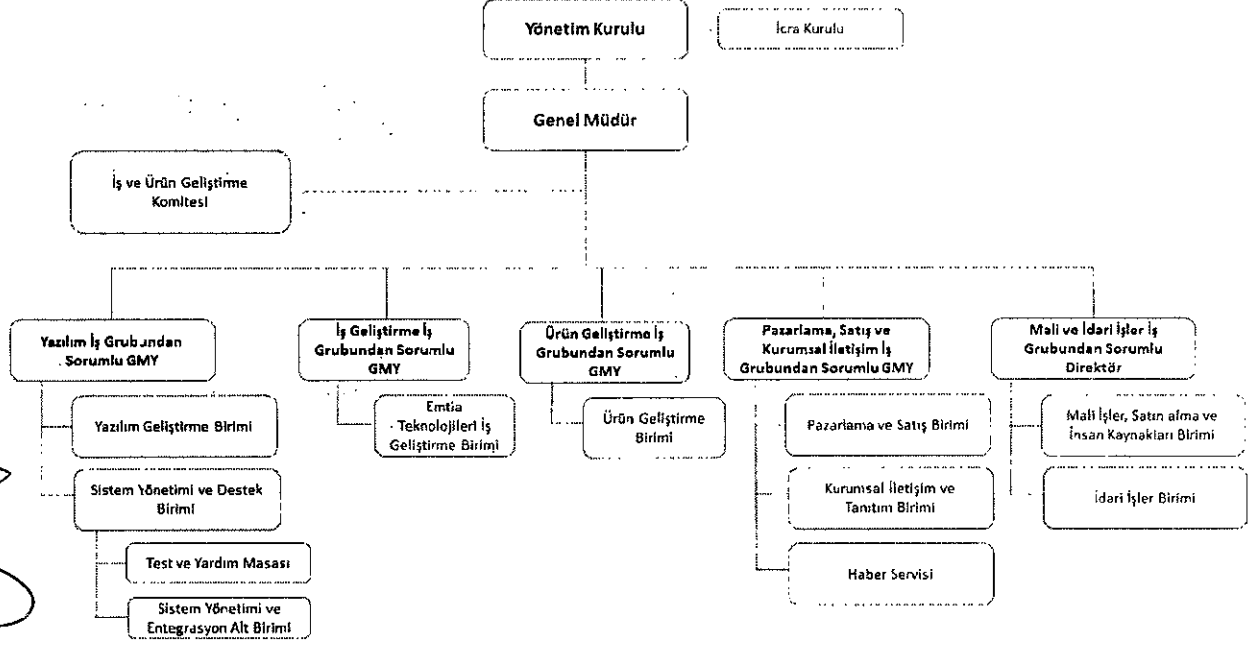 Yönetim Kurulu
İcra Kurulu
Genel Müdür
İş ve Ürün Geliştirme
Komitesi
Yazılım İş Grubundan
Sorumlu GMY
İş Geliştirme İş
Grubundan Sorumlu
GMY
Ürün Geliştirme İş
Grubundan Sorumlu
GMY
Pazarlama, Satış ve
Kurumsal İletişim İş
Grubundan Sorumlu GMY
Mali ve İdari İşler İş
Grubundan Sorumlu
Direktör
Yazılım Geliştirme Birimi
Sistem Yönetimi ve Destek
Birimi
Test ve Yardım Masası
Sistem Yönetimi ve
Entegrasyon Alt Birimi
Emtia
Teknolojileri İş
Geliştirme Birimi
Ürün Geliştirme
Birimi
Pazarlama ve Satış Birimi
Kurumsal İletişim ve
Tanıtım Birimi
Haber Servisi
Mali İşler, Satın alma ve
İnsan Kaynakları Birimi
İdari İşler Birimi